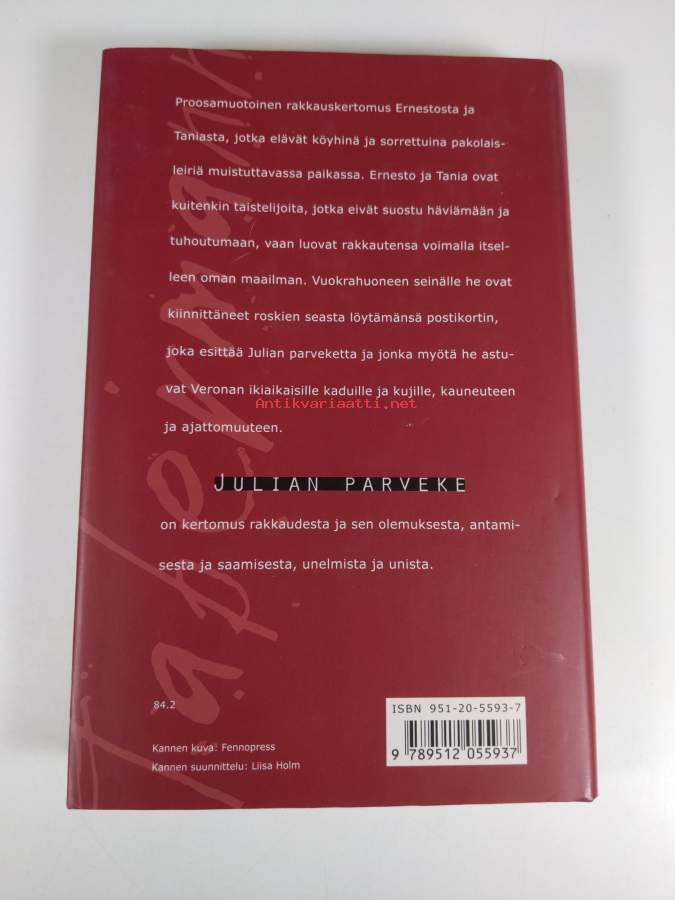 Proosamuotoinen rakkauskertomus Ernestosta ja
Taniasta, jotka elävät köyhinä ja sorrettuina pakolais-
leiriä muistuttavassa paikassa. Ernesto ja Tania ovat
kuitenkin taistelijoita, jotka eivät suostu häviämään ja
tuhoutumaan, vaan luovat rakkautensa voimalla itsel-
leen oman maailman. Vuokrahuoneen seinälle he ovat
kiinnittäneet roskien seasta löytämänsä postikortin,
joka esittää Julian parveketta ja jonka myötä he astu-
vat Veronan ikiaikaisille kaduille ja kujille, kauneuteen
Antikvariaatti.net
ja ajattomuuteen.
JULIAN PARVEKE
on kertomus rakkaudesta ja sen olemuksesta, antami-
sesta ja saamisesta, unelmista ja unista.
84.2
ISBN 951-20-5593-7
9 789512 055937
Kannen kuva: Fennopress
Kannen suunnittelu: Liisa Holm